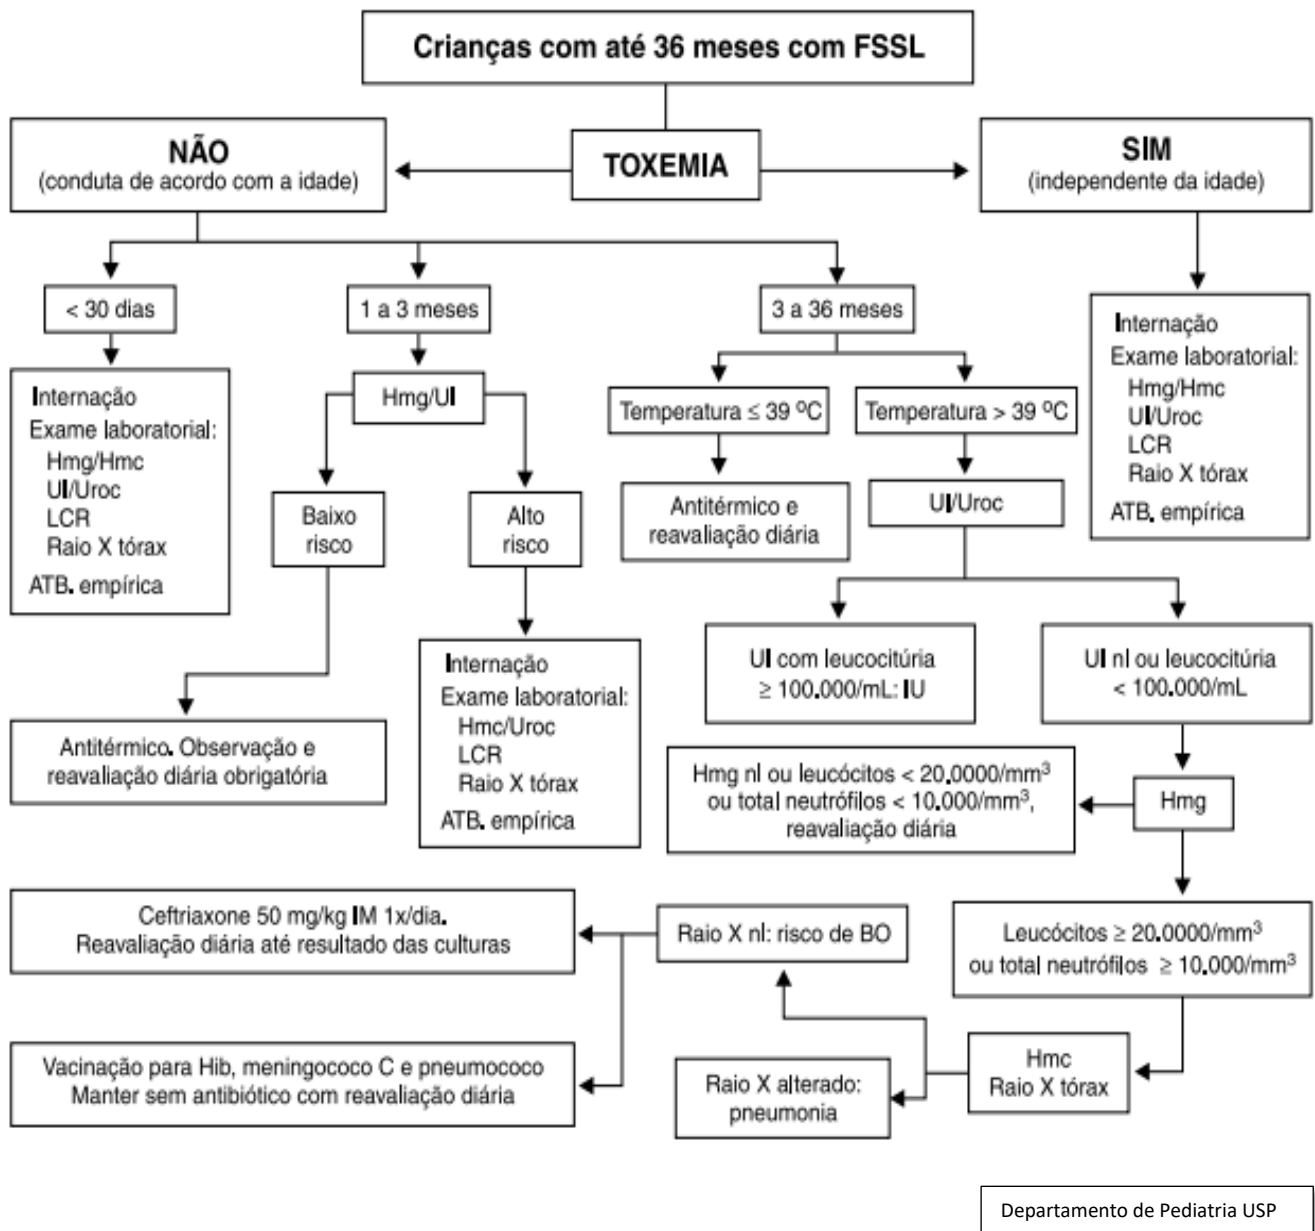 Crianças com até 36 meses com FSSL
NÃO
(conduta de acordo com a idade)
TOXEMIA
SIM
(independente da idade)
< 30 dias
1 a 3 meses
3 a 36 meses
Internação
Exame laboratorial:
Hmg/Hmc
UI/Uroc
LCR
Raio X tórax
ATB. empírica
Hmg/UI
Baixo
risco
Alto
risco
Antitérmico. Observação e
reavaliação diária obrigatória
Internação
Exame laboratorial:
Hmc/Uroc
LCR
Raio X tórax
ATB. empírica
Temperatura ≤ 39 ºC
Temperatura > 39 ºC
Antitérmico e
reavaliação diária
UI/Uroc
Internação
Exame laboratorial:
Hmg/Hmc
UI/Uroc
LCR
Raio X tórax
ATB. empírica
UI com leucocitúria
≥ 100.000/mL: IU
UI nl ou leucocitúria
< 100.000/mL
Hmg nl ou leucócitos < 20.0000/mm³
ou total neutrófilos < 10.000/mm³,
reavaliação diária
Hmg
Leucócitos ≥ 20.0000/mm³
ou total neutrófilos ≥ 10.000/mm³
Hmc
Raio X tórax
Raio X nl: risco de BO
Raio X alterado:
pneumonia
Ceftriaxone 50 mg/kg IM 1x/dia.
Reavaliação diária até resultado das culturas
Vacinação para Hib, meningococo C e pneumococo
Manter sem antibiótico com reavaliação diária
Departamento de Pediatria USP